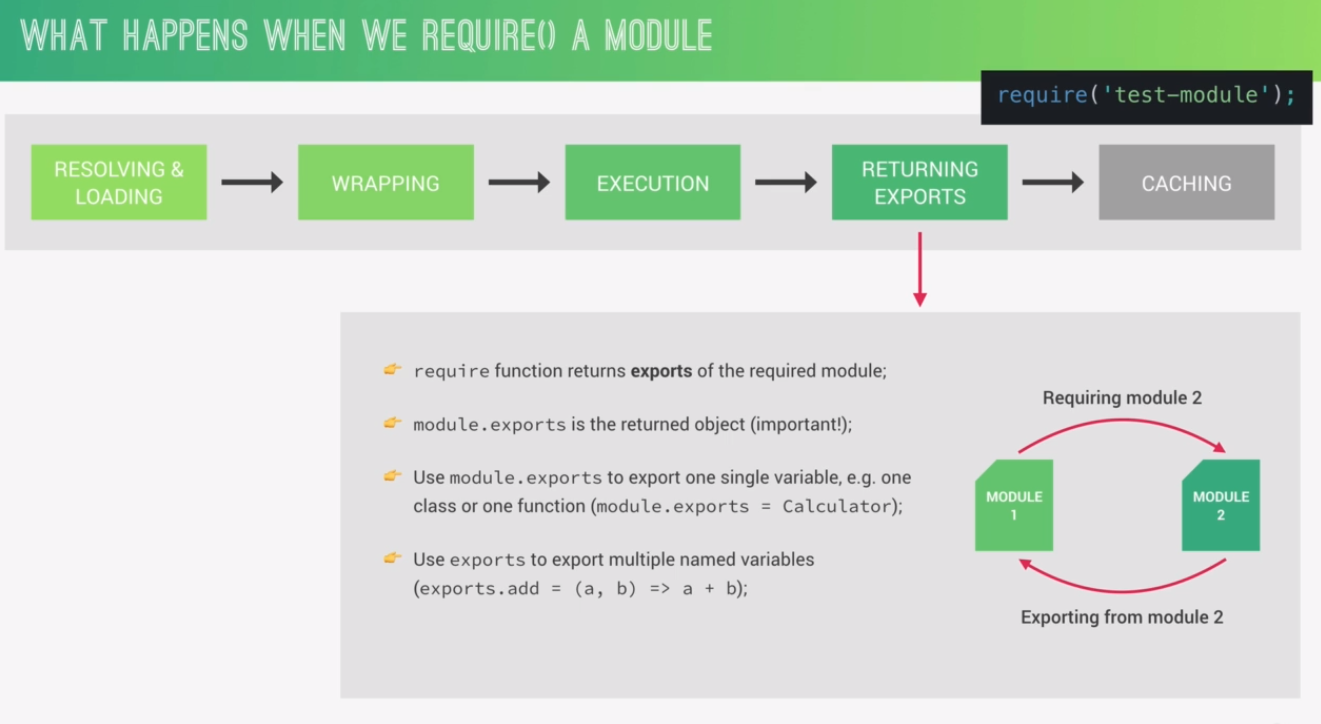 WHAT HAPPENS WHEN WE REQUIRE() A MODULE
require('test-module');
RESOLVING &
LOADING
WRAPPING
EXECUTION
RETURNING
EXPORTS
CACHING
👉 require function returns exports of the required module;
👉 module.exports is the returned object (important!);
👉 Use module.exports to export one single variable, e.g. one
class or one function (module.exports = Calculator);
👉 Use exports to export multiple named variables
(exports.add = (a, b) => a + b);
Requiring module 2
MODULE
1
MODULE
2
Exporting from module 2